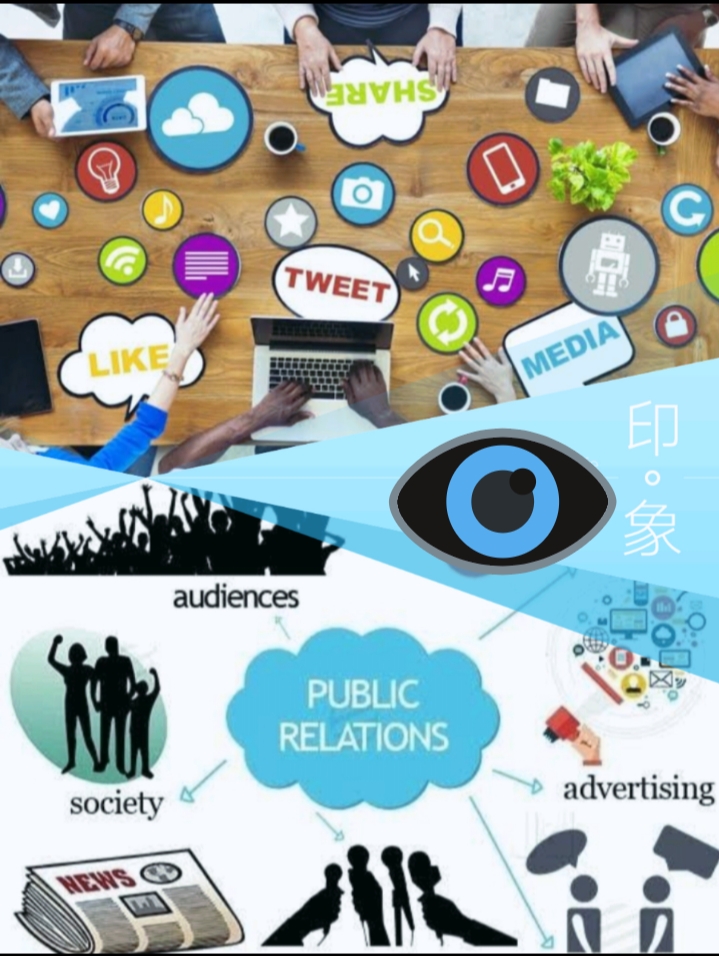 SHARE
TWEET
LIKE
MEDIA
印
象
audiences
PUBLIC
RELATIONS
society
advertising
NEWS